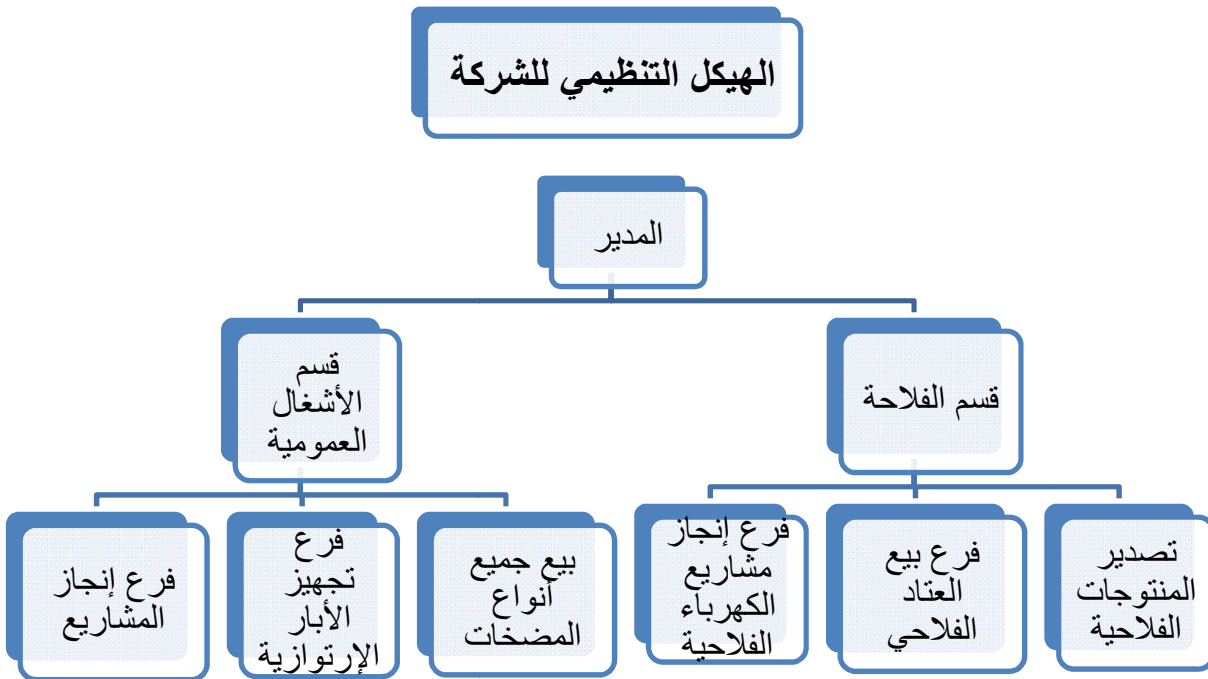 الهيكل التنظيمي للشركة
المدير
قسم الفلاحة
قسم
الأشغال
العمومية
تصدير
المنتوجات
الفلاحية
فرع بيع
العتاد
الفلاحي
فرع إنجاز
مشاريع
الكهرباء
الفلاحية
بيع جميع
أنواع
المضخات
فرع
تجهيز
الأبار
الإرتوازية
فرع إنجاز
المشاريع